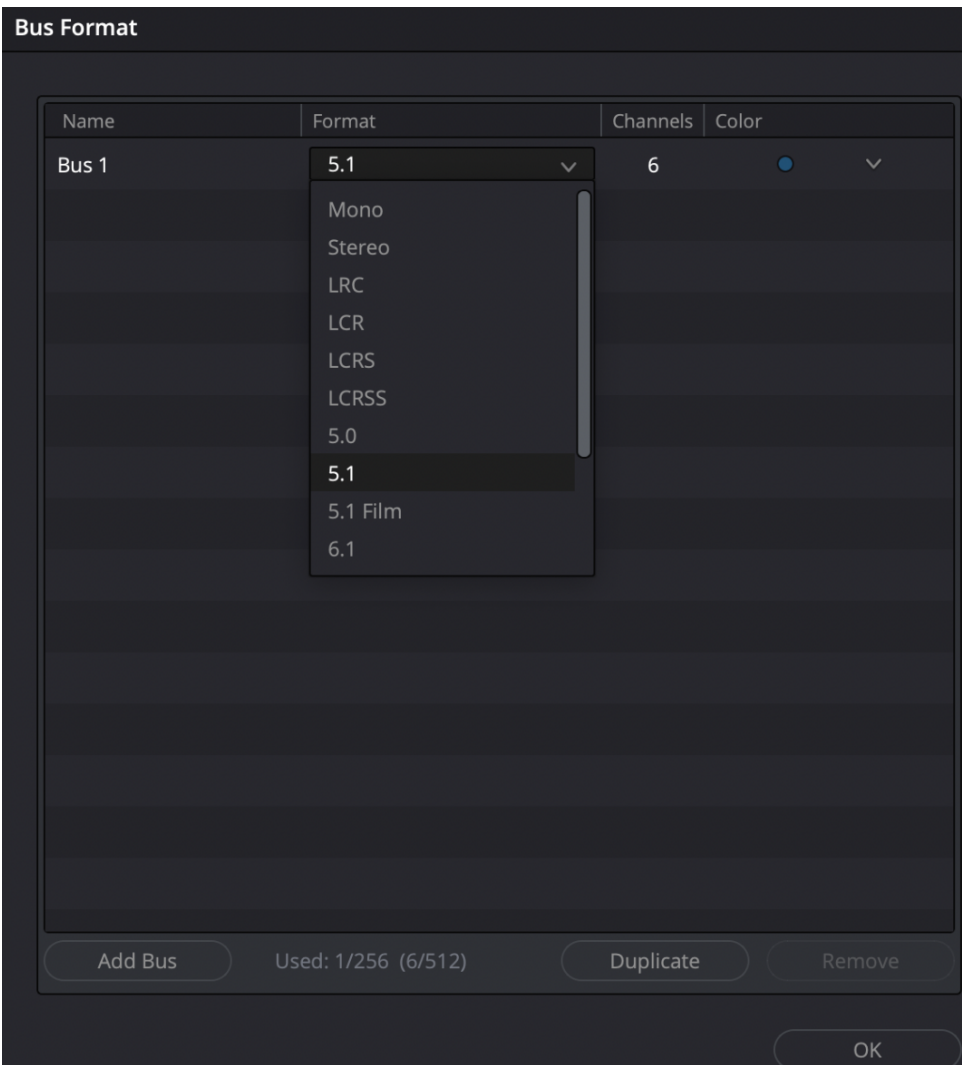 Bus Format
Name Format Channels Color
Bus 1 5.1 6
Mono
Stereo
LRC
LCR
LCRS
LCRSS
5.0
5.1
5.1 Film
6.1
Add Bus Used: 1/256 (6/512) Duplicate Remove
OK